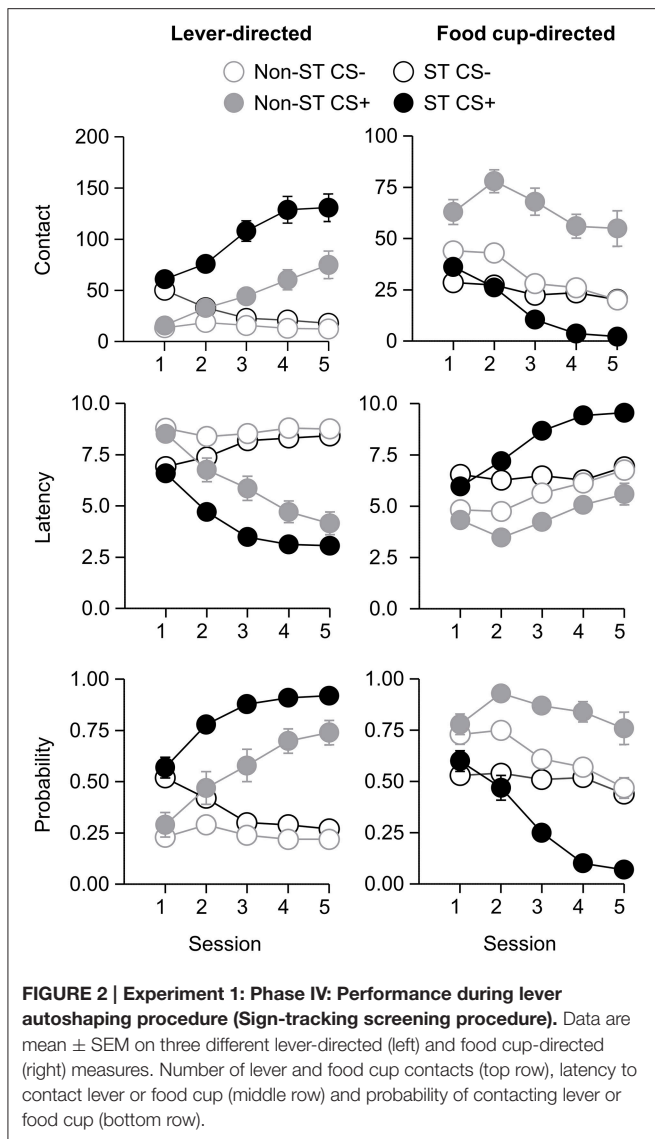 Lever-directed Food cup-directed
Non-ST CS- ST CS-
Non-ST CS+ ST CS+
Contact
200
150
100
50
0
1 2 3 4 5
100
75
50
25
0
1 2 3 4 5
Latency
10.0
7.5
5.0
2.5
0.0
1 2 3 4 5
10.0
7.5
5.0
2.5
0.0
1 2 3 4 5
Probability
1.00
0.75
0.50
0.25
0.00
1 2 3 4 5
Session
1.00
0.75
0.50
0.25
0.00
1 2 3 4 5
Session
FIGURE 2 | Experiment 1: Phase IV: Performance during lever
autoshaping procedure (Sign-tracking screening procedure). Data are
mean ± SEM on three different lever-directed (left) and food cup-directed
(right) measures. Number of lever and food cup contacts (top row), latency to
contact lever or food cup (middle row) and probability of contacting lever or
food cup (bottom row).